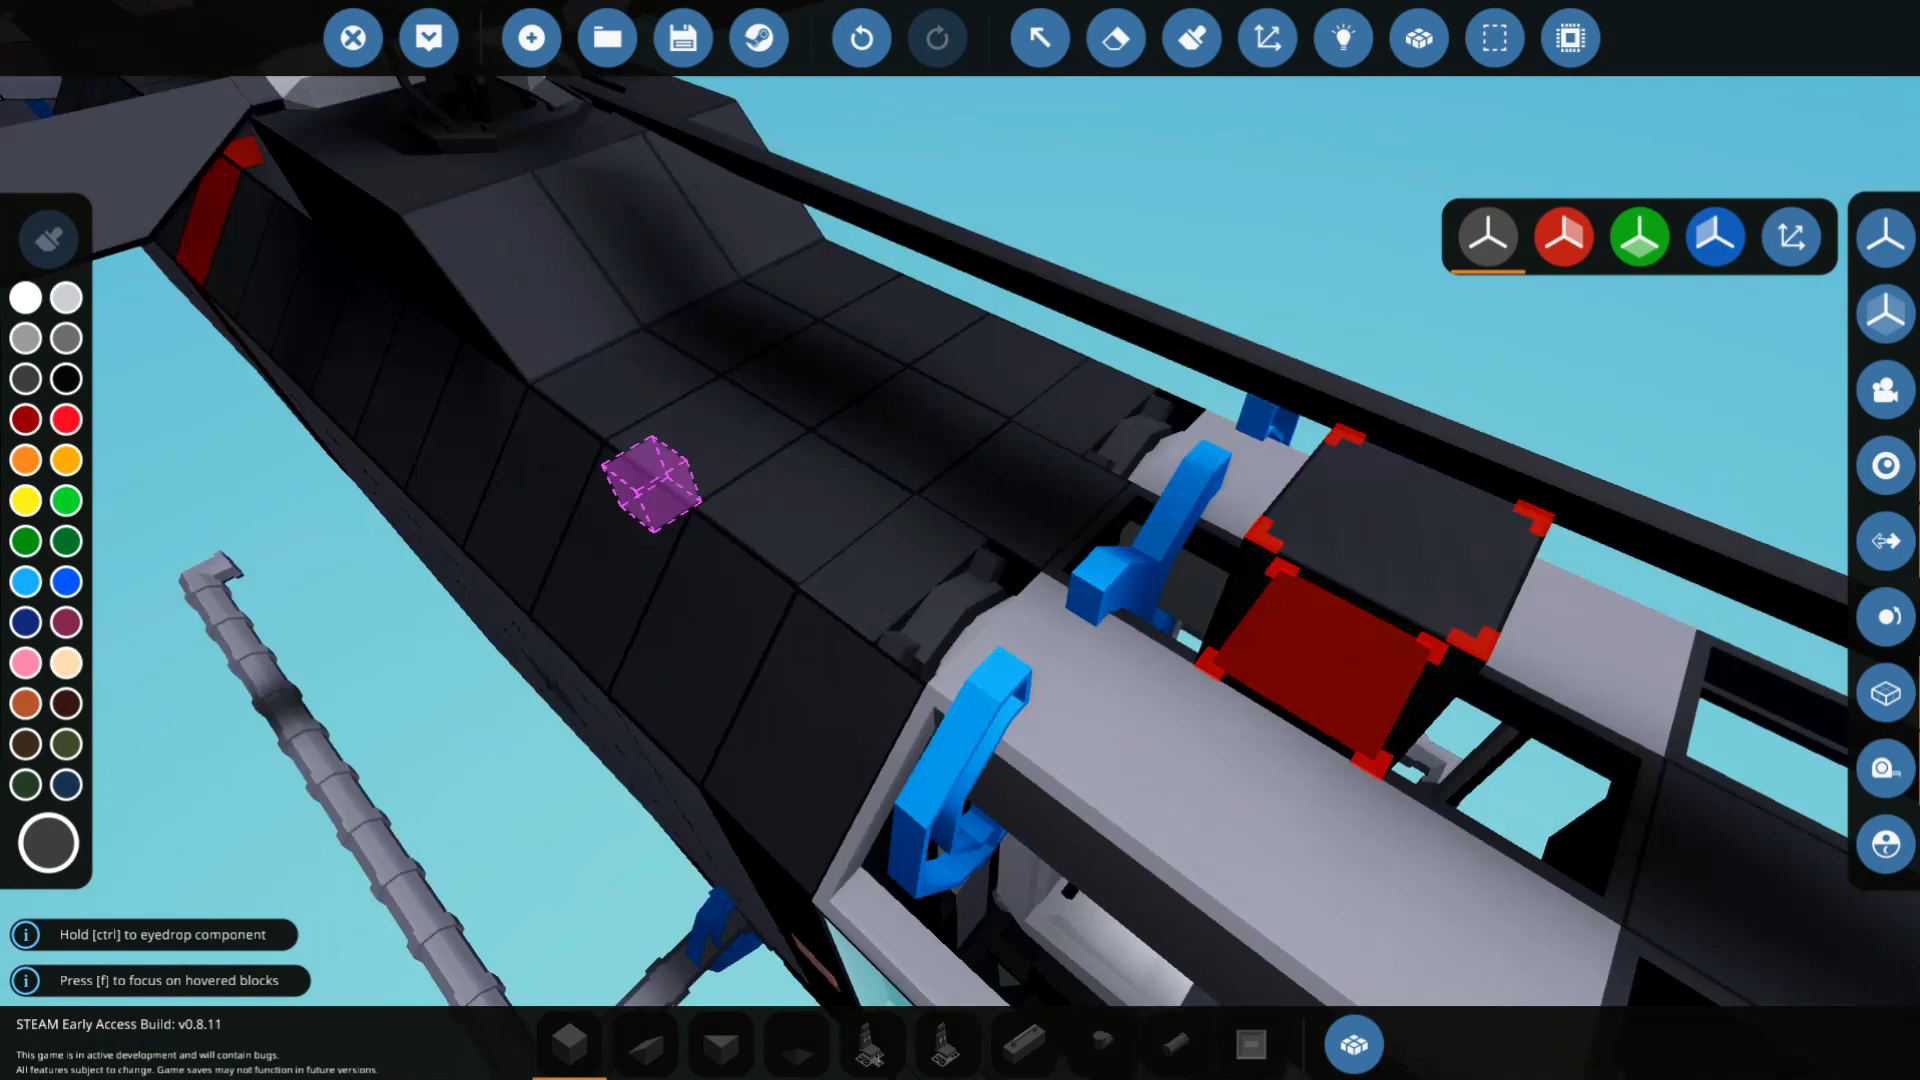 Hold [ctrl] to eyedrop component
Press [f] to focus on hovered blocks
STEAM Early Access Build: v0.8.11
This game is in active development and will contain bugs.
All features subject to change. Game saves may not function in future versions.